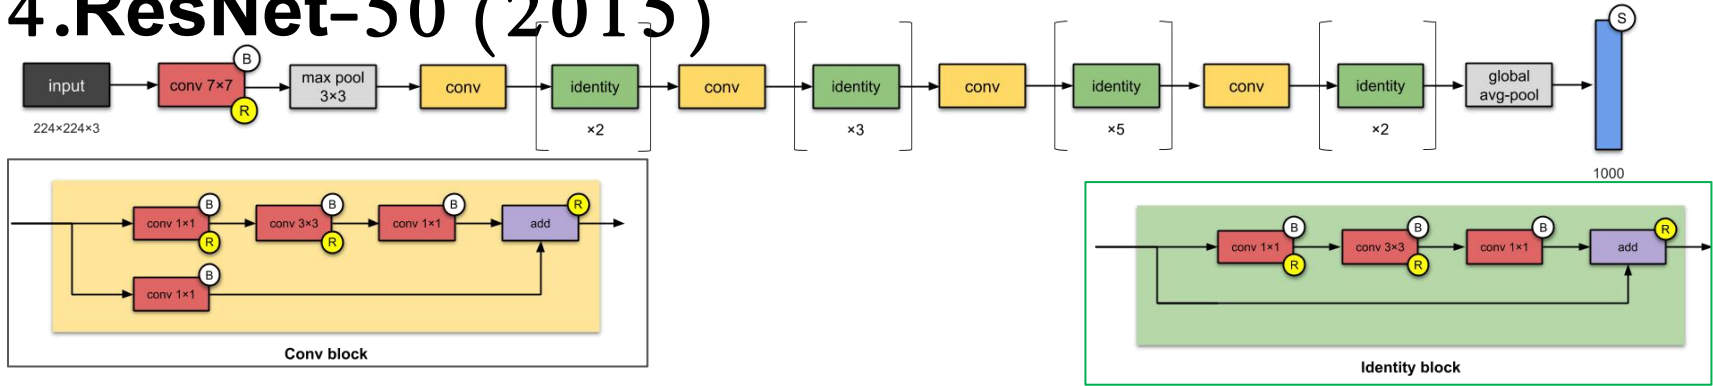 4.ResNet-50 (2015)
S
input
B
conv 7×7
R
max pool
3×3
conv
identity
conv
identity
conv
identity
conv
identity
global
avg-pool
224×224×3
×2
×3
×5
×2
1000
B
B
B
R
conv 1×1
conv 3×3
conv 1×1
add
R
R
B
conv 1×1
Conv block
B
B
B
R
conv 1×1
conv 3×3
conv 1×1
add
R
R
Identity block